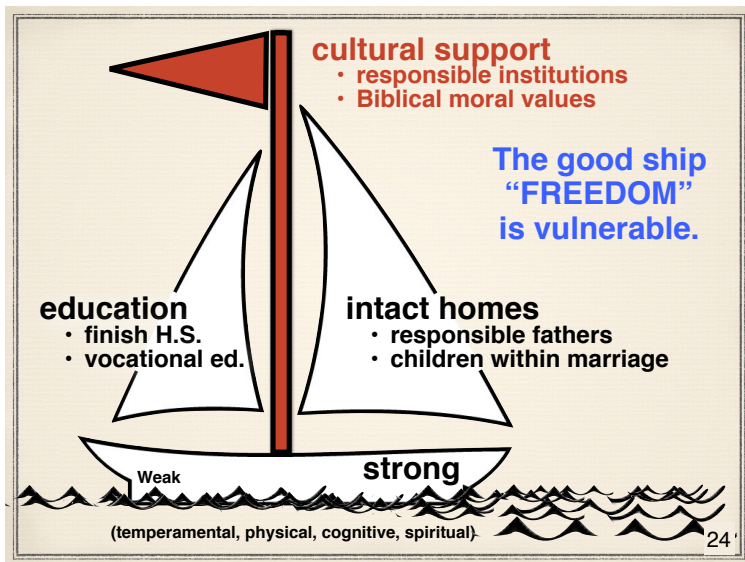 cultural support
• responsible institutions
• Biblical moral values
The good ship
“FREEDOM”
is vulnerable.
education
• finish H.S.
• vocational ed.
intact homes
• responsible fathers
• children within marriage
Weak
strong
(temperamental, physical, cognitive, spiritual)
24